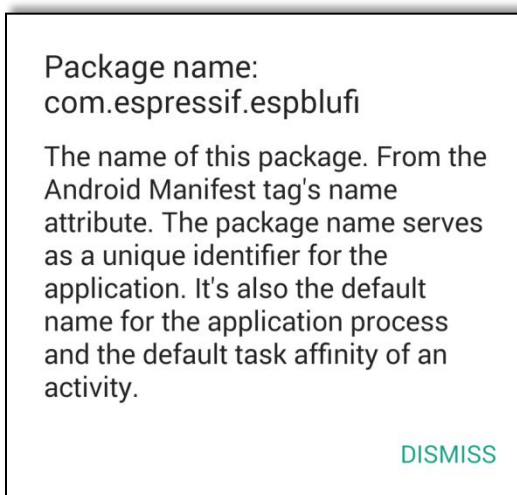 Package name:
com.espressif.espblufi
The name of this package. From the
Android Manifest tag's name
attribute. The package name serves
as a unique identifier for the
application. It's also the default
name for the application process
and the default task affinity of an
activity.
DISMISS